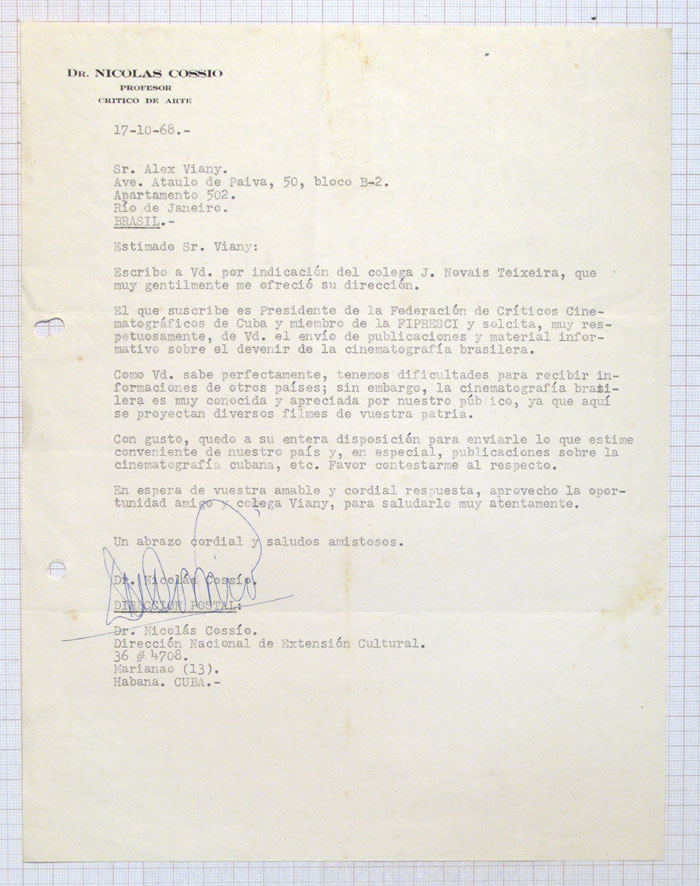 DR. NICOLAS COSSIO
PROFESOR
CRITICO DE ARTE
17-10-68.-
Sr. Alex Viany.
Ave. Ataulo de Paiva, 50, bloco B-2.
Apartamento 502.
Río de Janeiro.
BRASIL.-
Estimado Sr. Viany:
Escribo a Vd. por indicación del colega J. Novais Teixeira, que
muy gentilmente me ofreció su dirección.
El que suscribe es Presidente de la Federación de Críticos Cine-
matográficos de Cuba y miembro de la FIPRESCI y solicita, muy res-
petuosamente, de Vd. el envío de publicaciones y material infor-
mativo sobre el devenir de la cinematografía brasilera.
Como Vd. sabe perfectamente, tenemos dificultades para recibir in-
formaciones de otros países; sin embargo, la cinematografía brasi-
lera es muy conocida y apreciada por nuestro público, ya que aquí
se proyectan diversos filmes de vuestra patria.
Con gusto, quedo a su entera disposición para enviarle lo que estime
conveniente de nuestro país y, en especial, publicaciones sobre la
cinematografía cubana, etc. Favor contestarme al respecto.
En espera de vuestra amable y cordial respuesta, aprovecho la opor-
tunidad amigo y colega Viany, para saludarlo muy atentamente.
Un abrazo cordial y saludos amistosos.
Dr. Nicolás Cossío.
DIRECCION POSTAL:
Dr. Nicolás Cossío.
Dirección Nacional de Extensión Cultural.
36 # 4708.
Marianao (13).
Habana. CUBA.-